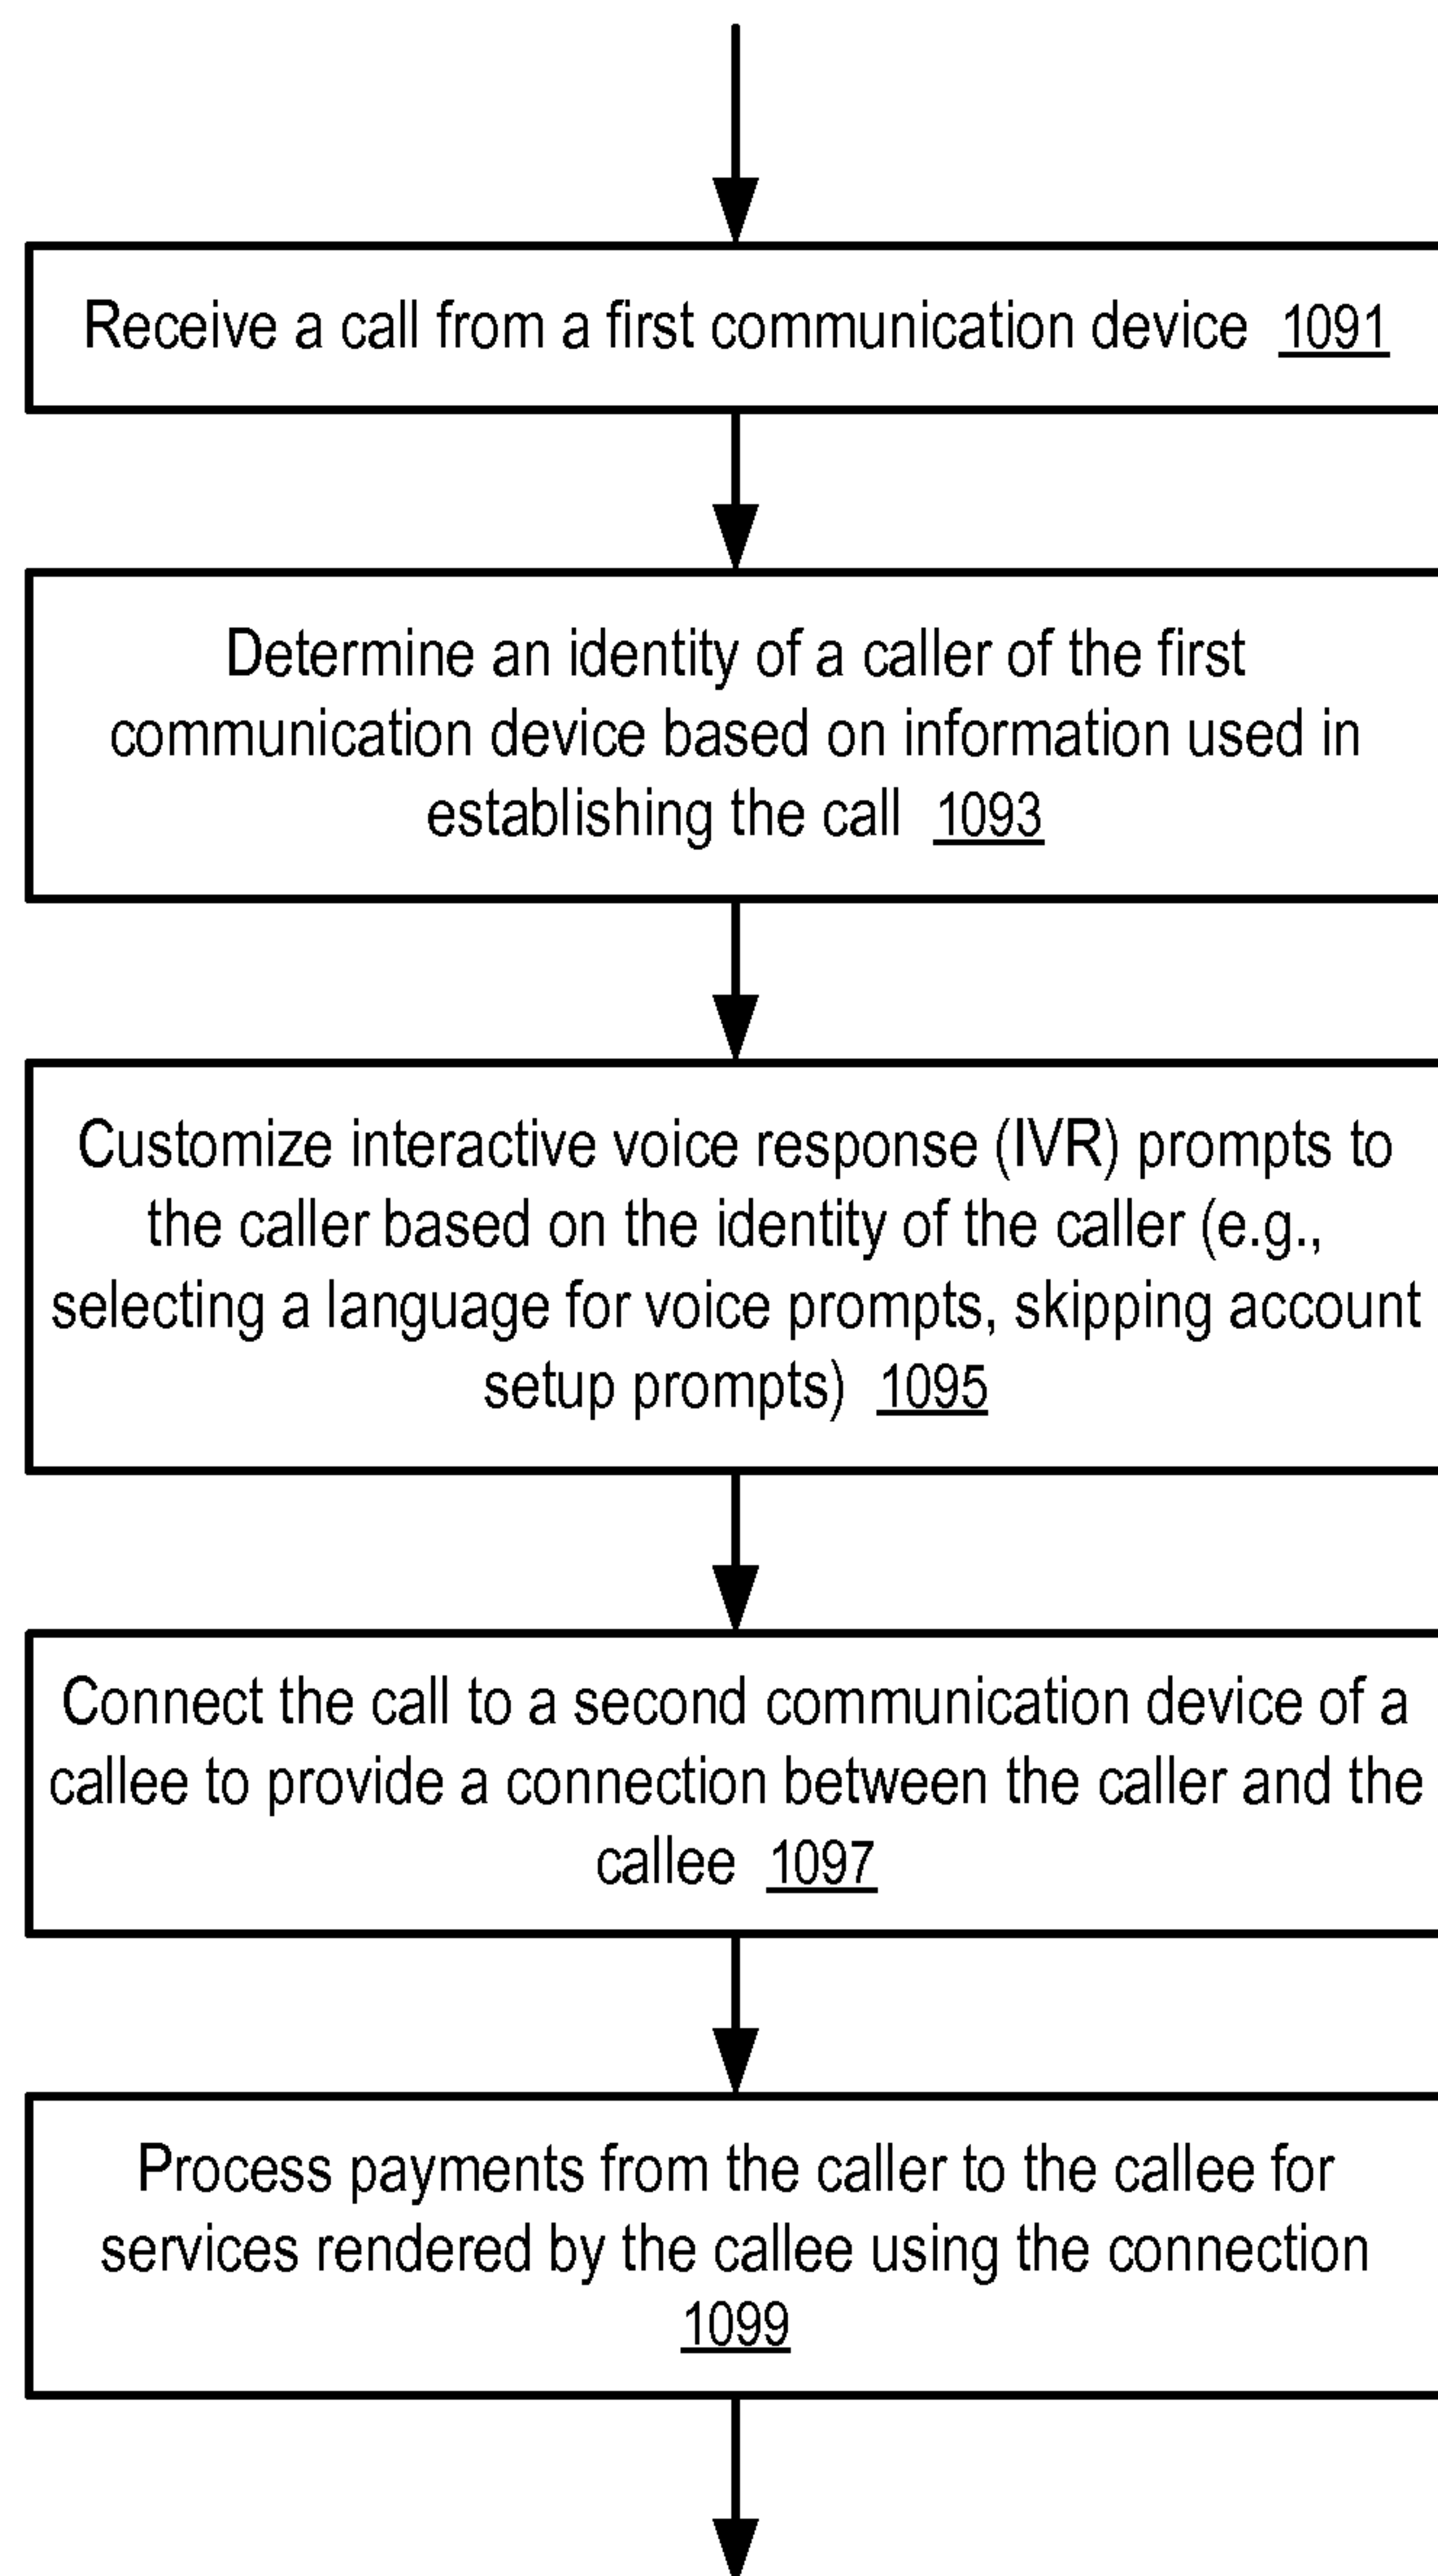 Receive a call from a first communication device 1091
Determine an identity of a caller of the first
communication device based on information used in
establishing the call 1093
Customize interactive voice response (IVR) prompts to
the caller based on the identity of the caller (e.g.,
selecting a language for voice prompts, skipping account
setup prompts) 1095
Connect the call to a second communication device of a
callee to provide a connection between the caller and the
callee 1097
Process payments from the caller to the callee for
services rendered by the callee using the connection
1099